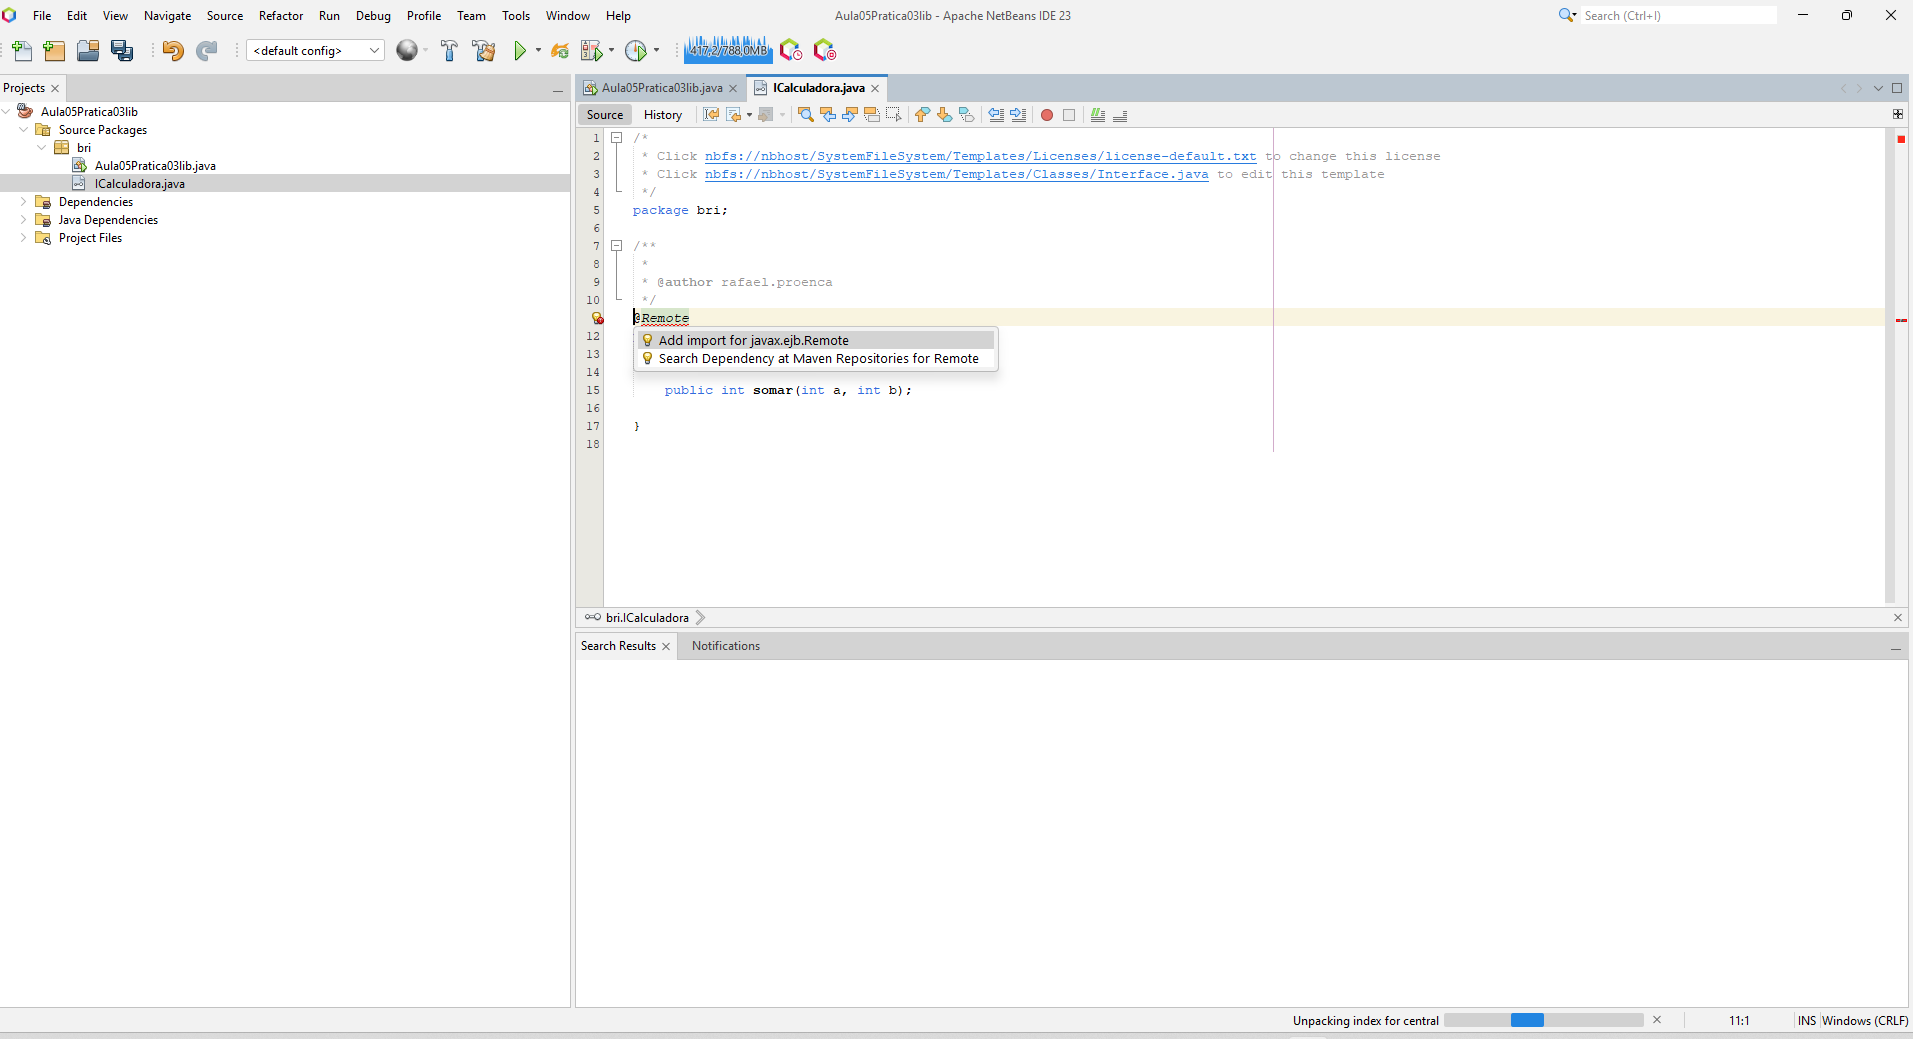 File Edit View Navigate Source Refactor Run Debug Profile Team Tools Window Help
Aula05Pratica03lib - Apache NetBeans IDE 23
Search (Ctrl+I)
<default config>
417,2/788,0MB
Projects
Aula05Pratica03lib
Source Packages
bri
Aula05Pratica03lib.java
ICalculadora.java
Dependencies
Java Dependencies
Project Files
Aula05Pratica03lib.java ICalculadora.java
Source History
1 /*
2 * Click nbfs://nbhost/SystemFileSystem/Templates/Licenses/license-default.txt to change this license
3 * Click nbfs://nbhost/SystemFileSystem/Templates/Classes/Interface.java to edit this template
4 */
5 package bri;
6
7 /**
8 *
9 * @author rafael.proenca
10 */
@Remote
12
Add import for javax.ejb.Remote
13
Search Dependency at Maven Repositories for Remote
14
15 public int somar(int a, int b);
16
17 }
18
bri.ICalculadora
Search Results Notifications
Unpacking index for central
11:1
INS
Windows (CRLF)